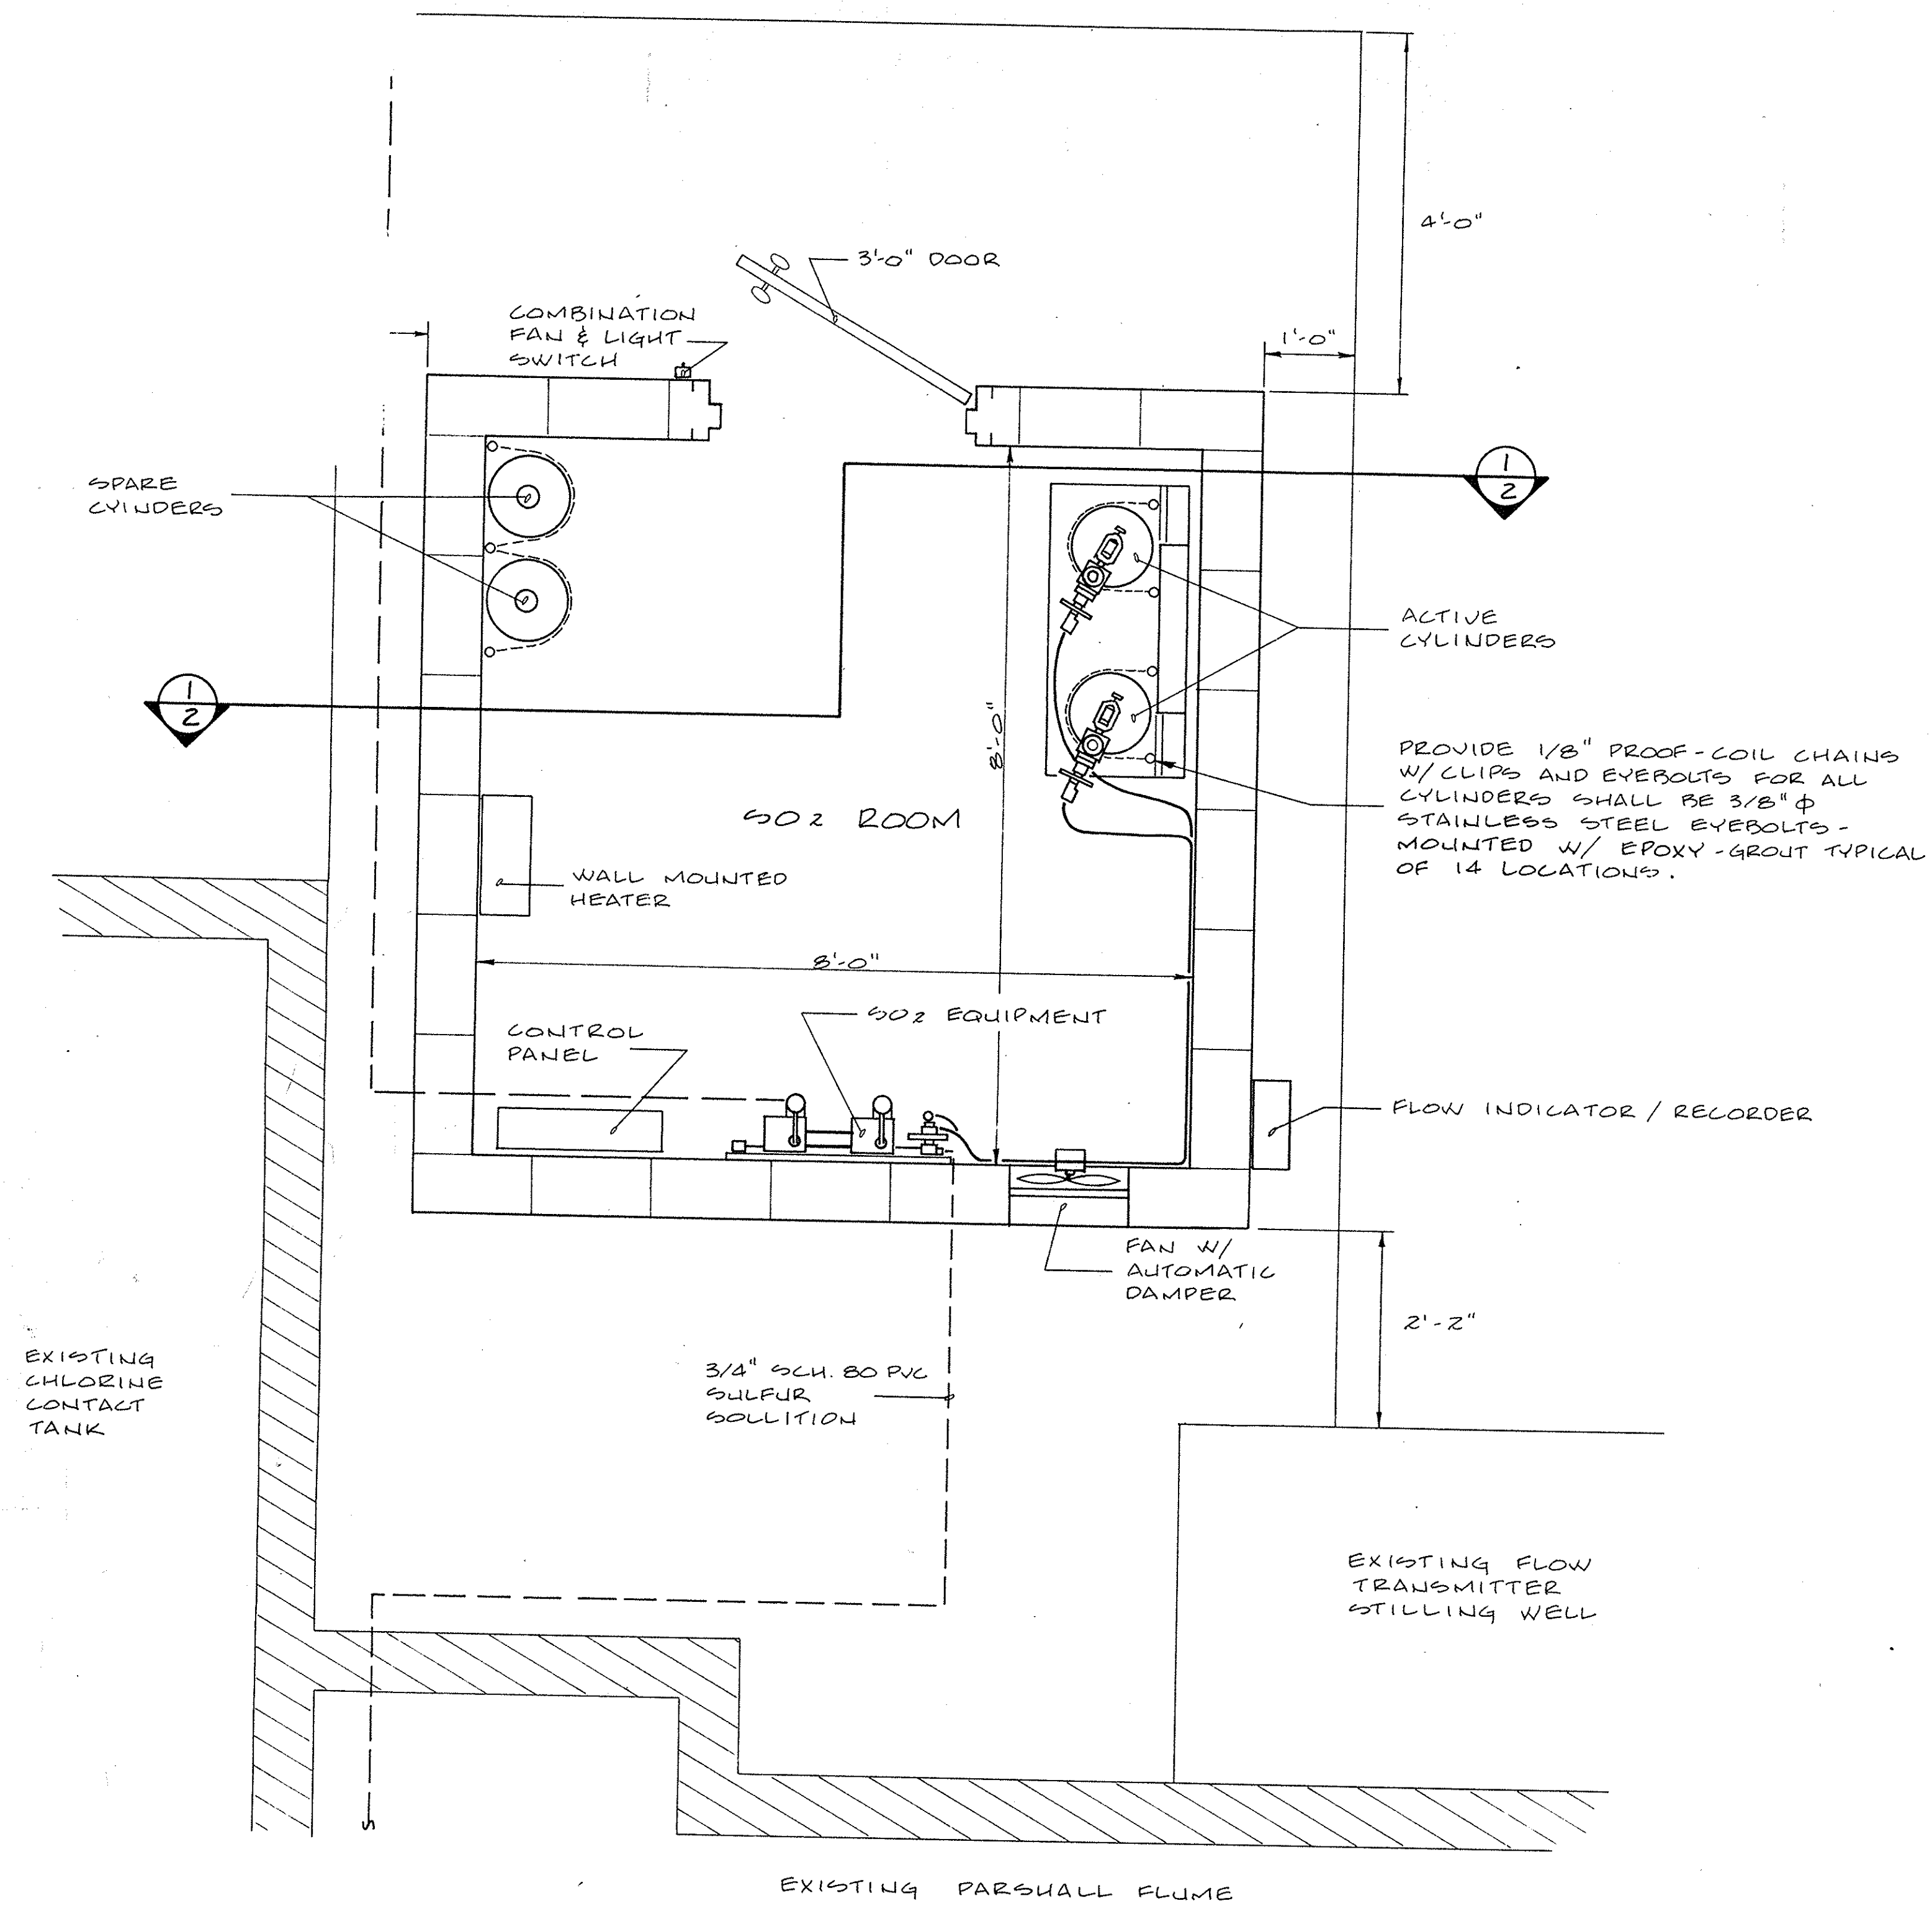 4'-0"
3'-0" DOOR
COMBINATION
FAN & LIGHT
SWITCH
1'-0"
SPARE
CYINDERS
1
2
ACTIVE
CYLINDERS
1
2
8'-0"
PROVIDE 1/8" PROOF-COIL CHAINS
W/CLIPS AND EYEBOLTS FOR ALL
CYLINDERS SHALL BE 3/8" Φ
STAINLESS STEEL EYEBOLTS-
MOUNTED W/ EPOXY-GROUT TYPICAL
OF 14 LOCATIONS.
SO2 ROOM
WALL MOUNTED
HEATER
8'-0"
SO2 EQUIPMENT
CONTROL
PANEL
FLOW INDICATOR / RECORDER
FAN W/
AUTOMATIC
DAMPER
2'-2"
EXISTING
CHLORINE
CONTACT
TANK
3/4" SCH. 80 PVC
SULFUR
SOLLITION
EXISTING FLOW
TRANSMITTER
STILLING WELL
EXISTING PARSHALL FLUME